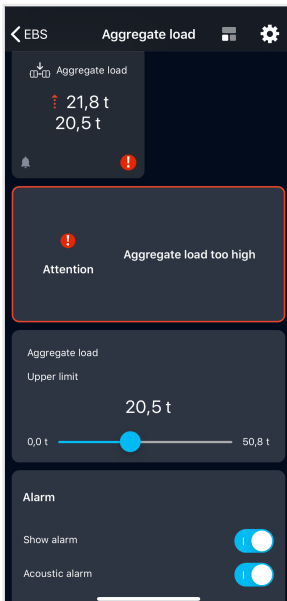 EBS Aggregate load
Aggregate load
21,8 t
20,5 t
Attention Aggregate load too high
Aggregate load
Upper limit
20,5 t
0,0 t 50,8 t
Alarm
Show alarm
Acoustic alarm